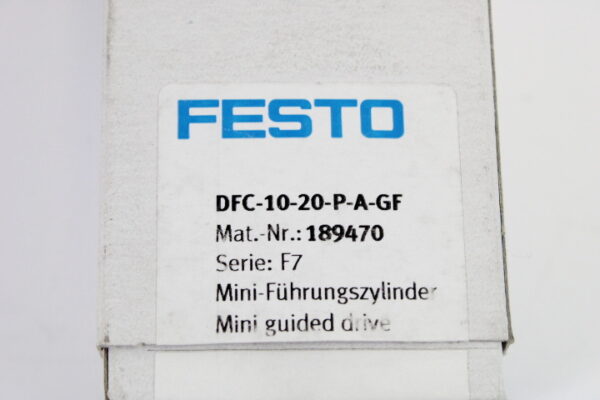 FESTO
DFC-10-20-P-A-GF
Mat.-Nr.: 189470
Serie: F7
Mini-Führungszylinder
Mini guided drive